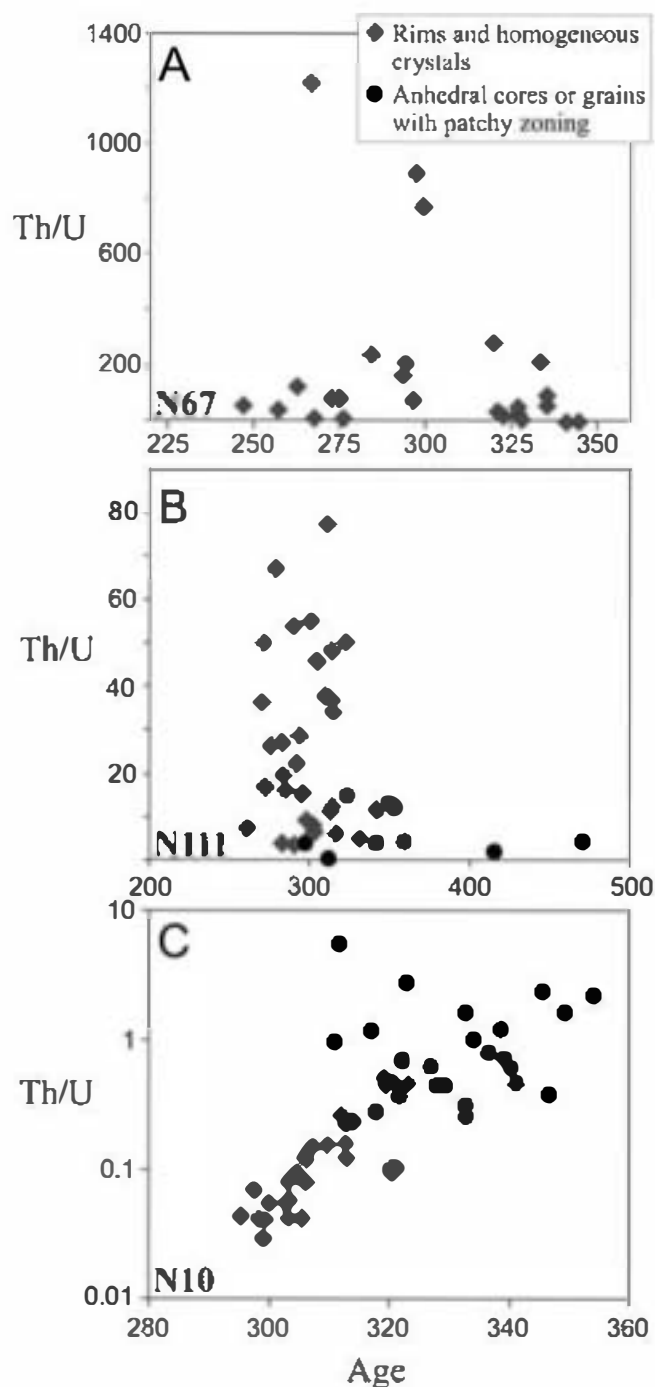 1400
A
◆ Rims and homogeneous
crystals
● Anhedral cores or grains
with patchy zoning
1000
Th/U
600
200
N67
225 250 275 300 325 350
B
80
60
Th/U
40
20
N111
200 300 400 500
10
C
1
Th/U
0.1
0.01
N10
280 300 320 340 360
Age